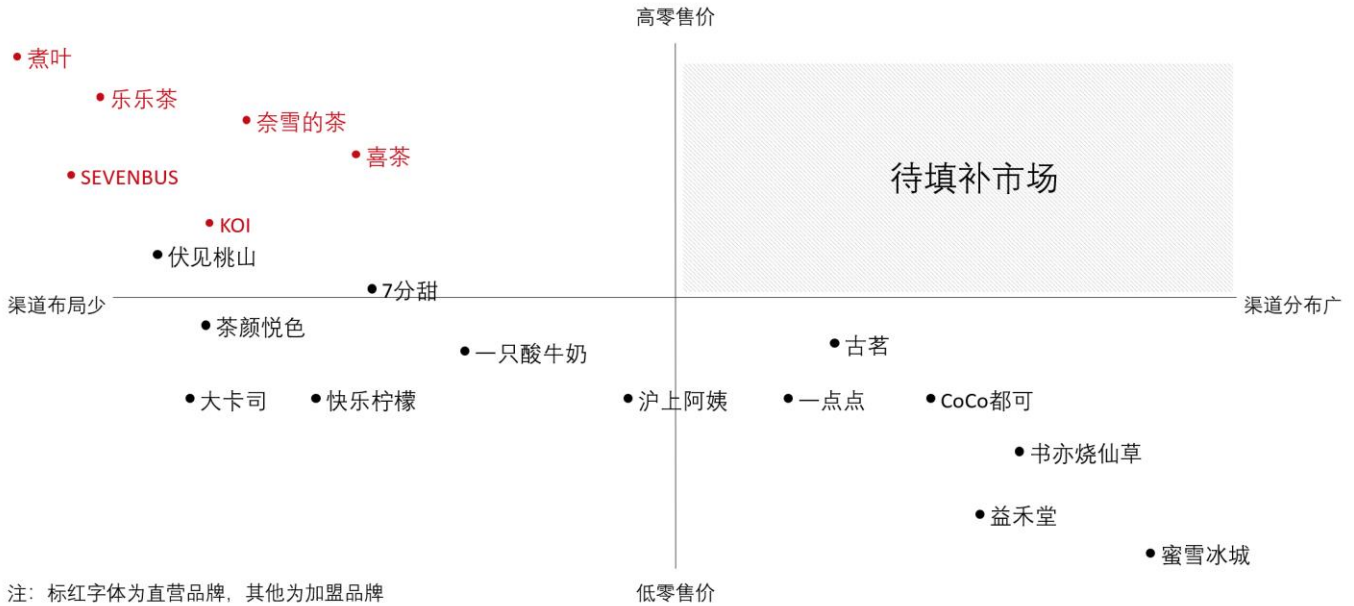 高零售价
煮叶
乐乐茶
奈雪的茶
喜茶
SEVENBUS
待填补市场
KOI
伏见桃山
7分甜
渠道布局少
渠道分布广
茶颜悦色
一只酸牛奶
古茗
大卡司
快乐柠檬
沪上阿姨
一点点
CoCo都可
书亦烧仙草
益禾堂
蜜雪冰城
注：标红字体为直营品牌，其他为加盟品牌
低零售价